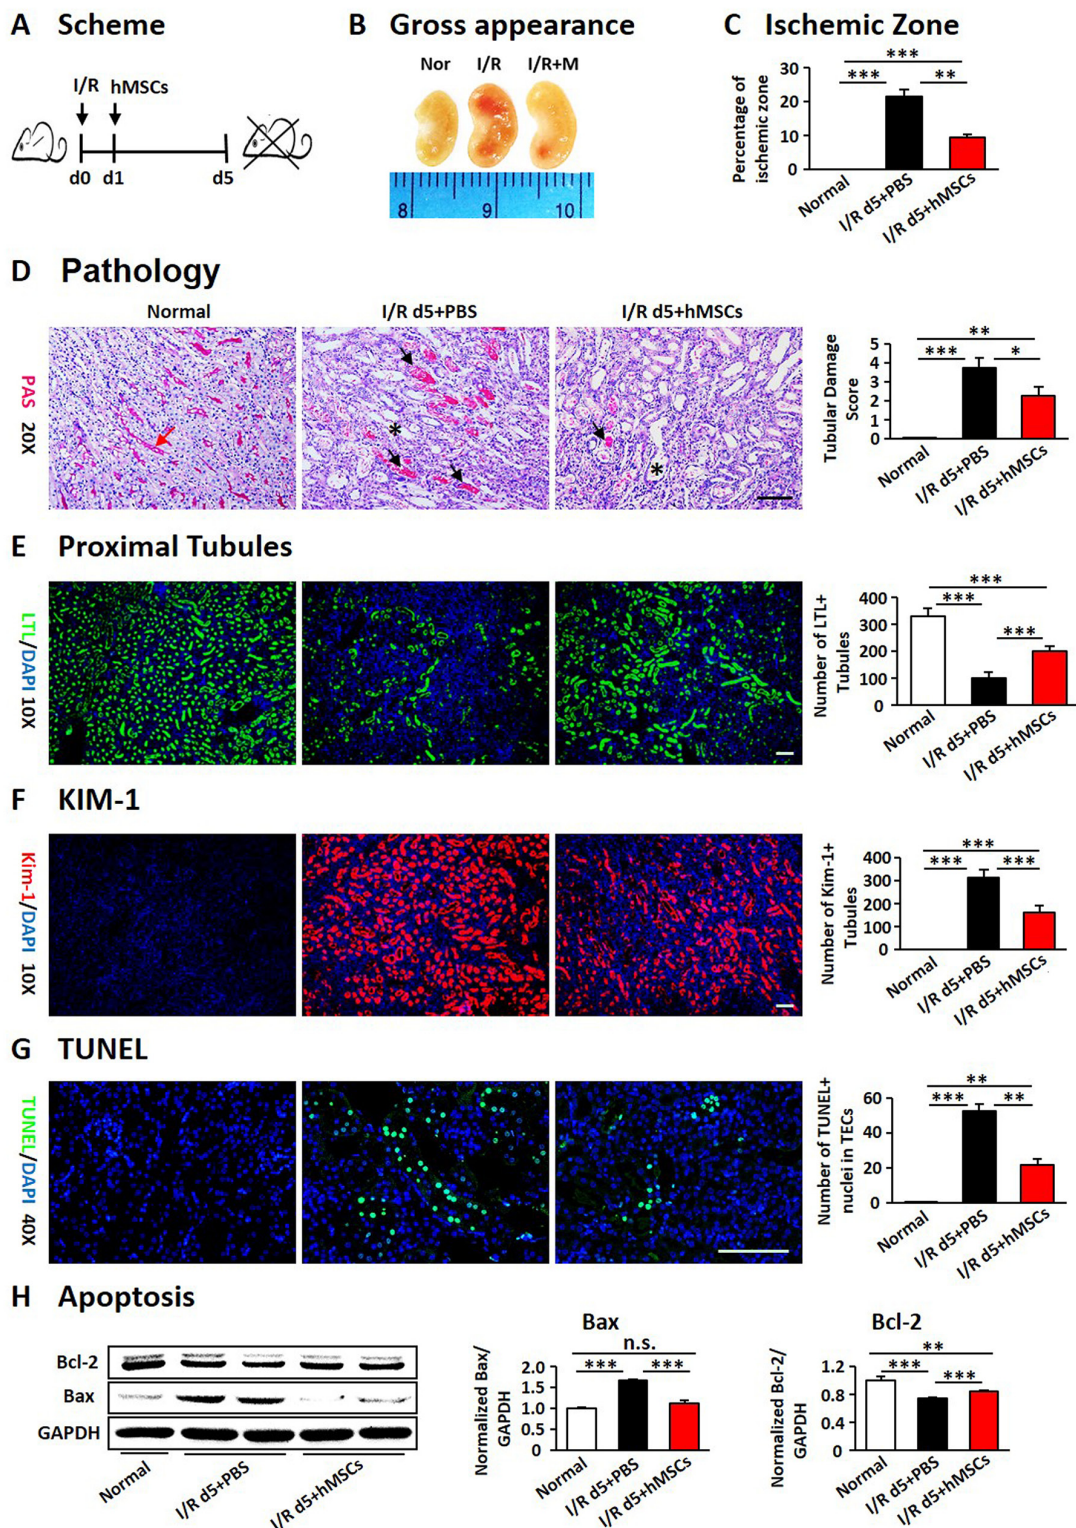 A Scheme
I/R hMSCs
d0 d1 d5
B Gross appearance
Nor I/R I/R+M
8 9 10
C Ischemic Zone
Percentage of
ischemic zone
30
20
10
0
***
*** **
Normal
I/R d5+PBS
I/R d5+hMSCs
D Pathology
Normal I/R d5+PBS I/R d5+hMSCs
PAS 20X
*
*
Tubular Damage
Score
5
4
3
2
1
0
**
*** *
Normal
I/R d5+PBS
I/R d5+hMSCs
E Proximal Tubules
LTL/DAPI 10X
Number of LTL+
Tubules
400
300
200
100
0
***
***
***
Normal
I/R d5+PBS
I/R d5+hMSCs
F KIM-1
Kim-1/DAPI 10X
Number of Kim-1+
Tubules
400
300
200
100
0
***
*** ***
Normal
I/R d5+PBS
I/R d5+hMSCs
G TUNEL
TUNEL/DAPI 40X
Number of TUNEL+
nuclei in TECs
60
40
20
0
**
*** **
Normal
I/R d5+PBS
I/R d5+hMSCs
H Apoptosis
Bcl-2
Bax
GAPDH
Normal
I/R d5+PBS
I/R d5+hMSCs
Bax
Normalized Bax/
GAPDH
2.0
1.5
1.0
0.5
0
n.s.
*** ***
Normal
I/R d5+PBS
I/R d5+hMSCs
Bcl-2
Normalized Bcl-2/
GAPDH
1.2
0.8
0.4
0
**
***
***
Normal
I/R d5+PBS
I/R d5+hMSCs